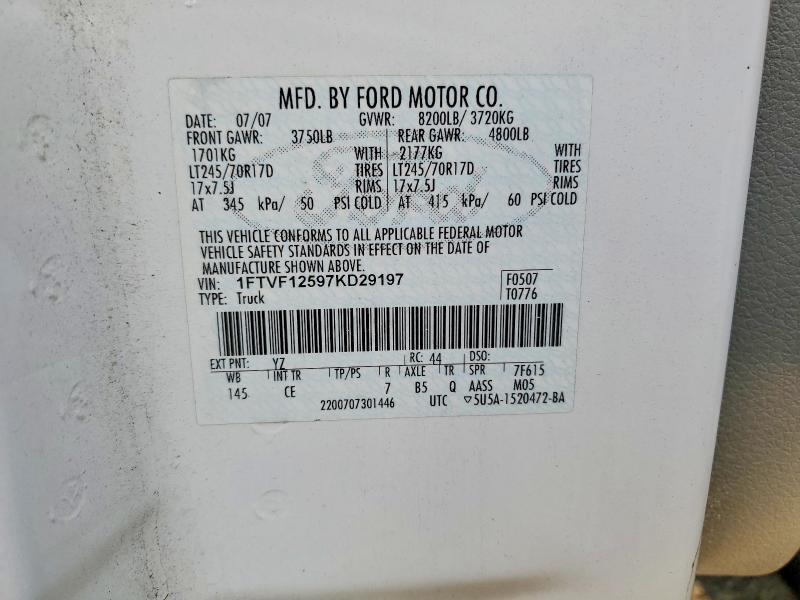 MFD. BY FORD MOTOR CO.
DATE: 07/07 GVWR: 8200LB/ 3720KG
FRONT GAWR: 3750LB REAR GAWR: 4800LB
1701KG WITH 2177KG WITH
LT245/70R17D TIRES LT245/70R17D TIRES
17x7.5J RIMS 17x7.5J RIMS
AT 345 kPa/ 50 PSI COLD AT 415 kPa/ 60 PSI COLD
THIS VEHICLE CONFORMS TO ALL APPLICABLE FEDERAL MOTOR
VEHICLE SAFETY STANDARDS IN EFFECT ON THE DATE OF
MANUFACTURE SHOWN ABOVE.
VIN: 1FTVF12597KD29197 F0507
TYPE: Truck T0776
EXT PNT: YZ RC: 44 DSO:
WB INT TR TP/PS R AXLE TR SPR 7F615
145 CE 7 B5 Q AASS M05
2200707301446 UTC ▽5U5A-1520472-BA